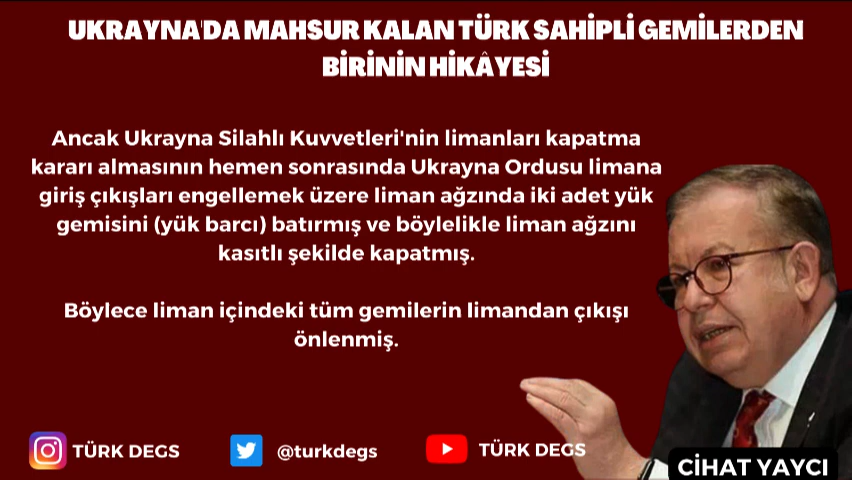 UKRAYNA'DA MAHSUR KALAN TÜRK SAHİPLİ GEMİLERDEN
BİRİNİN HİKÂYESİ
Ancak Ukrayna Silahlı Kuvvetleri'nin limanları kapatma
kararı almasının hemen sonrasında Ukrayna Ordusu limana
giriş çıkışları engellemek üzere liman ağzında iki adet yük
gemisini (yük barcı) batırmış ve böylelikle liman ağzını
kasıtlı şekilde kapatmış.
Böylece liman içindeki tüm gemilerin limandan çıkışı
önlenmiş.
TÜRK DEGS
@turkdegs
TÜRK DEGS
CİHAT YAYCI